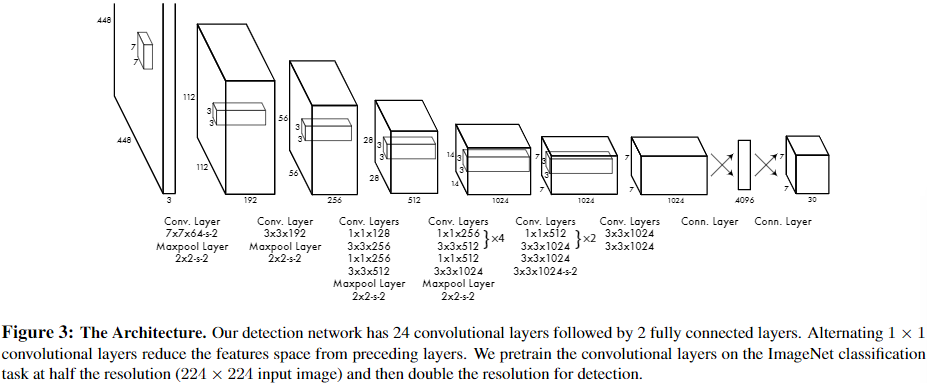 448
7
7
448
3
112
3
3
112
192
56
3
3
56
256
28
3
3
28
512
14
3
3
14
1024
7
3
3
7
1024
7
7
1024
4096
7
7
30
Conv. Layer
7x7x64-s-2
Maxpool Layer
2x2-s-2
Conv. Layer
3x3x192
Maxpool Layer
2x2-s-2
Conv. Layers
1x1x128
3x3x256
1x1x256
3x3x512
Maxpool Layer
2x2-s-2
Conv. Layers
1x1x256
3x3x512
}×4
1x1x512
3x3x1024
Maxpool Layer
2x2-s-2
Conv. Layers
1x1x512
3x3x1024
}×2
3x3x1024
3x3x1024-s-2
Conv. Layers
3x3x1024
3x3x1024
Conn. Layer
Conn. Layer
Figure 3: The Architecture. Our detection network has 24 convolutional layers followed by 2 fully connected layers. Alternating 1 × 1
convolutional layers reduce the features space from preceding layers. We pretrain the convolutional layers on the ImageNet classification
task at half the resolution (224 × 224 input image) and then double the resolution for detection.